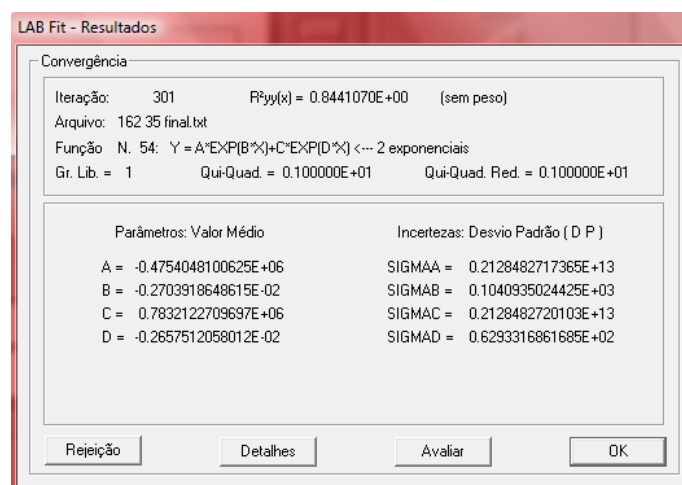 LAB Fit - Resultados
Convergência
Iteração: 301 R²yy(x) = 0.8441070E+00 (sem peso)
Arquivo: 162 35 final.txt
Função N. 54: Y = A*EXP(B*X)+C*EXP(D*X) <--- 2 exponenciais
Gr. Lib. = 1 Qui-Quad. = 0.100000E+01 Qui-Quad. Red. = 0.100000E+01
Parâmetros: Valor Médio Incertezas: Desvio Padrão ( D P )
A = -0.4754048100625E+06 SIGMAA = 0.2128482717365E+13
B = -0.2703918648615E-02 SIGMAB = 0.1040935024425E+03
C = 0.7832122709697E+06 SIGMAC = 0.2128482720103E+13
D = -0.2657512058012E-02 SIGMAD = 0.6293316861685E+02
Rejeição Detalhes Avaliar OK